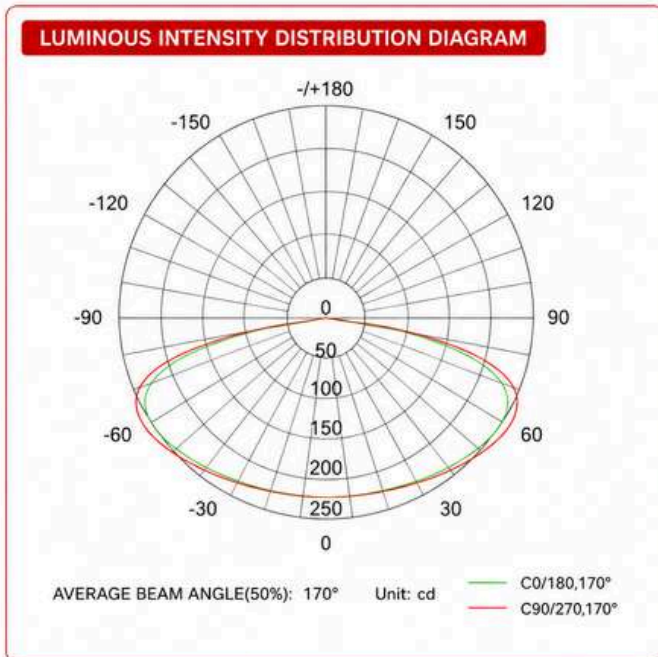 LUMINOUS INTENSITY DISTRIBUTION DIAGRAM
-/+180
-150 150
-120 120
-90 0 90
50
100
-60 60
150
200
-30 250 30
0
AVERAGE BEAM ANGLE(50%): 170° Unit: cd
C0/180,170°
C90/270,170°